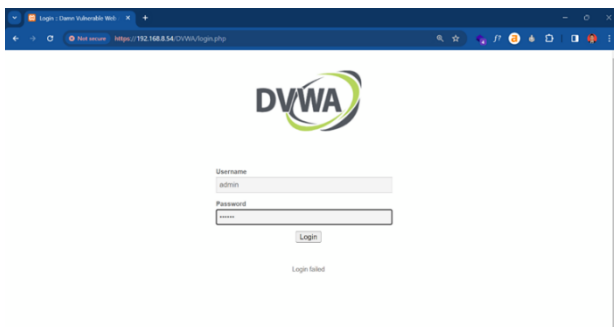 Login :: Damn Vulnerable Web
Not secure https://192.168.8.54/DVWA/login.php
DVWA
Username
admin
Password
Login
Login failed